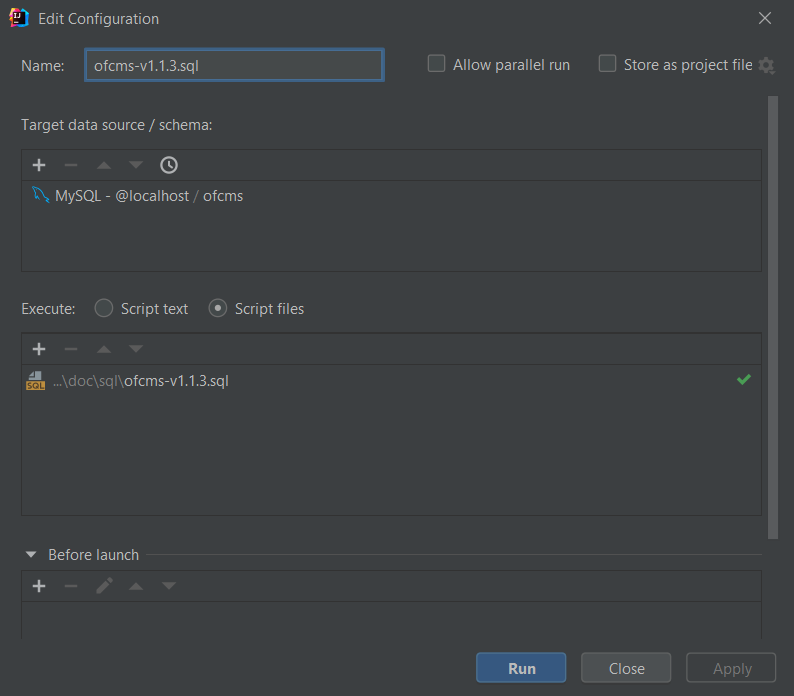 Edit Configuration
Name: ofcms-v1.1.3.sql Allow parallel run Store as project file
Target data source / schema:
MySQL - @localhost / ofcms
Execute: Script text Script files
SQL ...\doc\sql\ofcms-v1.1.3.sql
Before launch
Run Close Apply